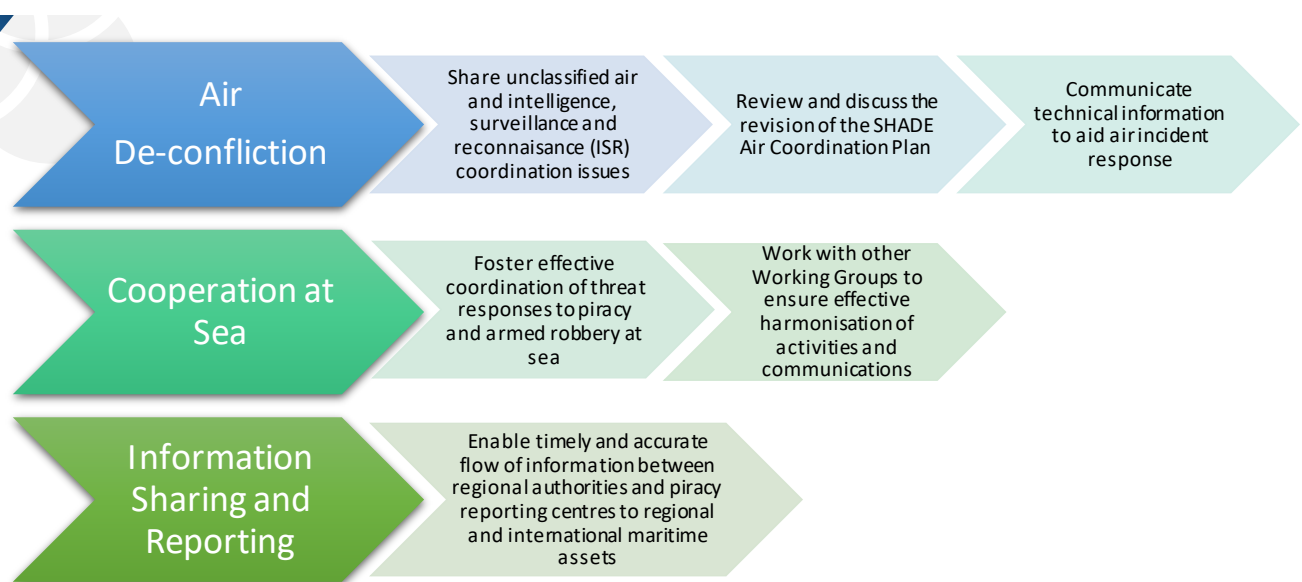 Air
De-confliction
Share unclassified air
and intelligence,
surveillance and
reconnaisance (ISR)
coordination issues
Review and discuss the
revision of the SHADE
Air Coordination Plan
Communicate
technical information
to aid air incident
response
Cooperation at
Sea
Foster effective
coordination of threat
responses to piracy
and armed robbery at
sea
Work with other
Working Groups to
ensure effective
harmonisation of
activities and
communications
Information
Sharing and
Reporting
Enable timely and accurate
flow of information between
regional authorities and piracy
reporting centres to regional
and international maritime
assets